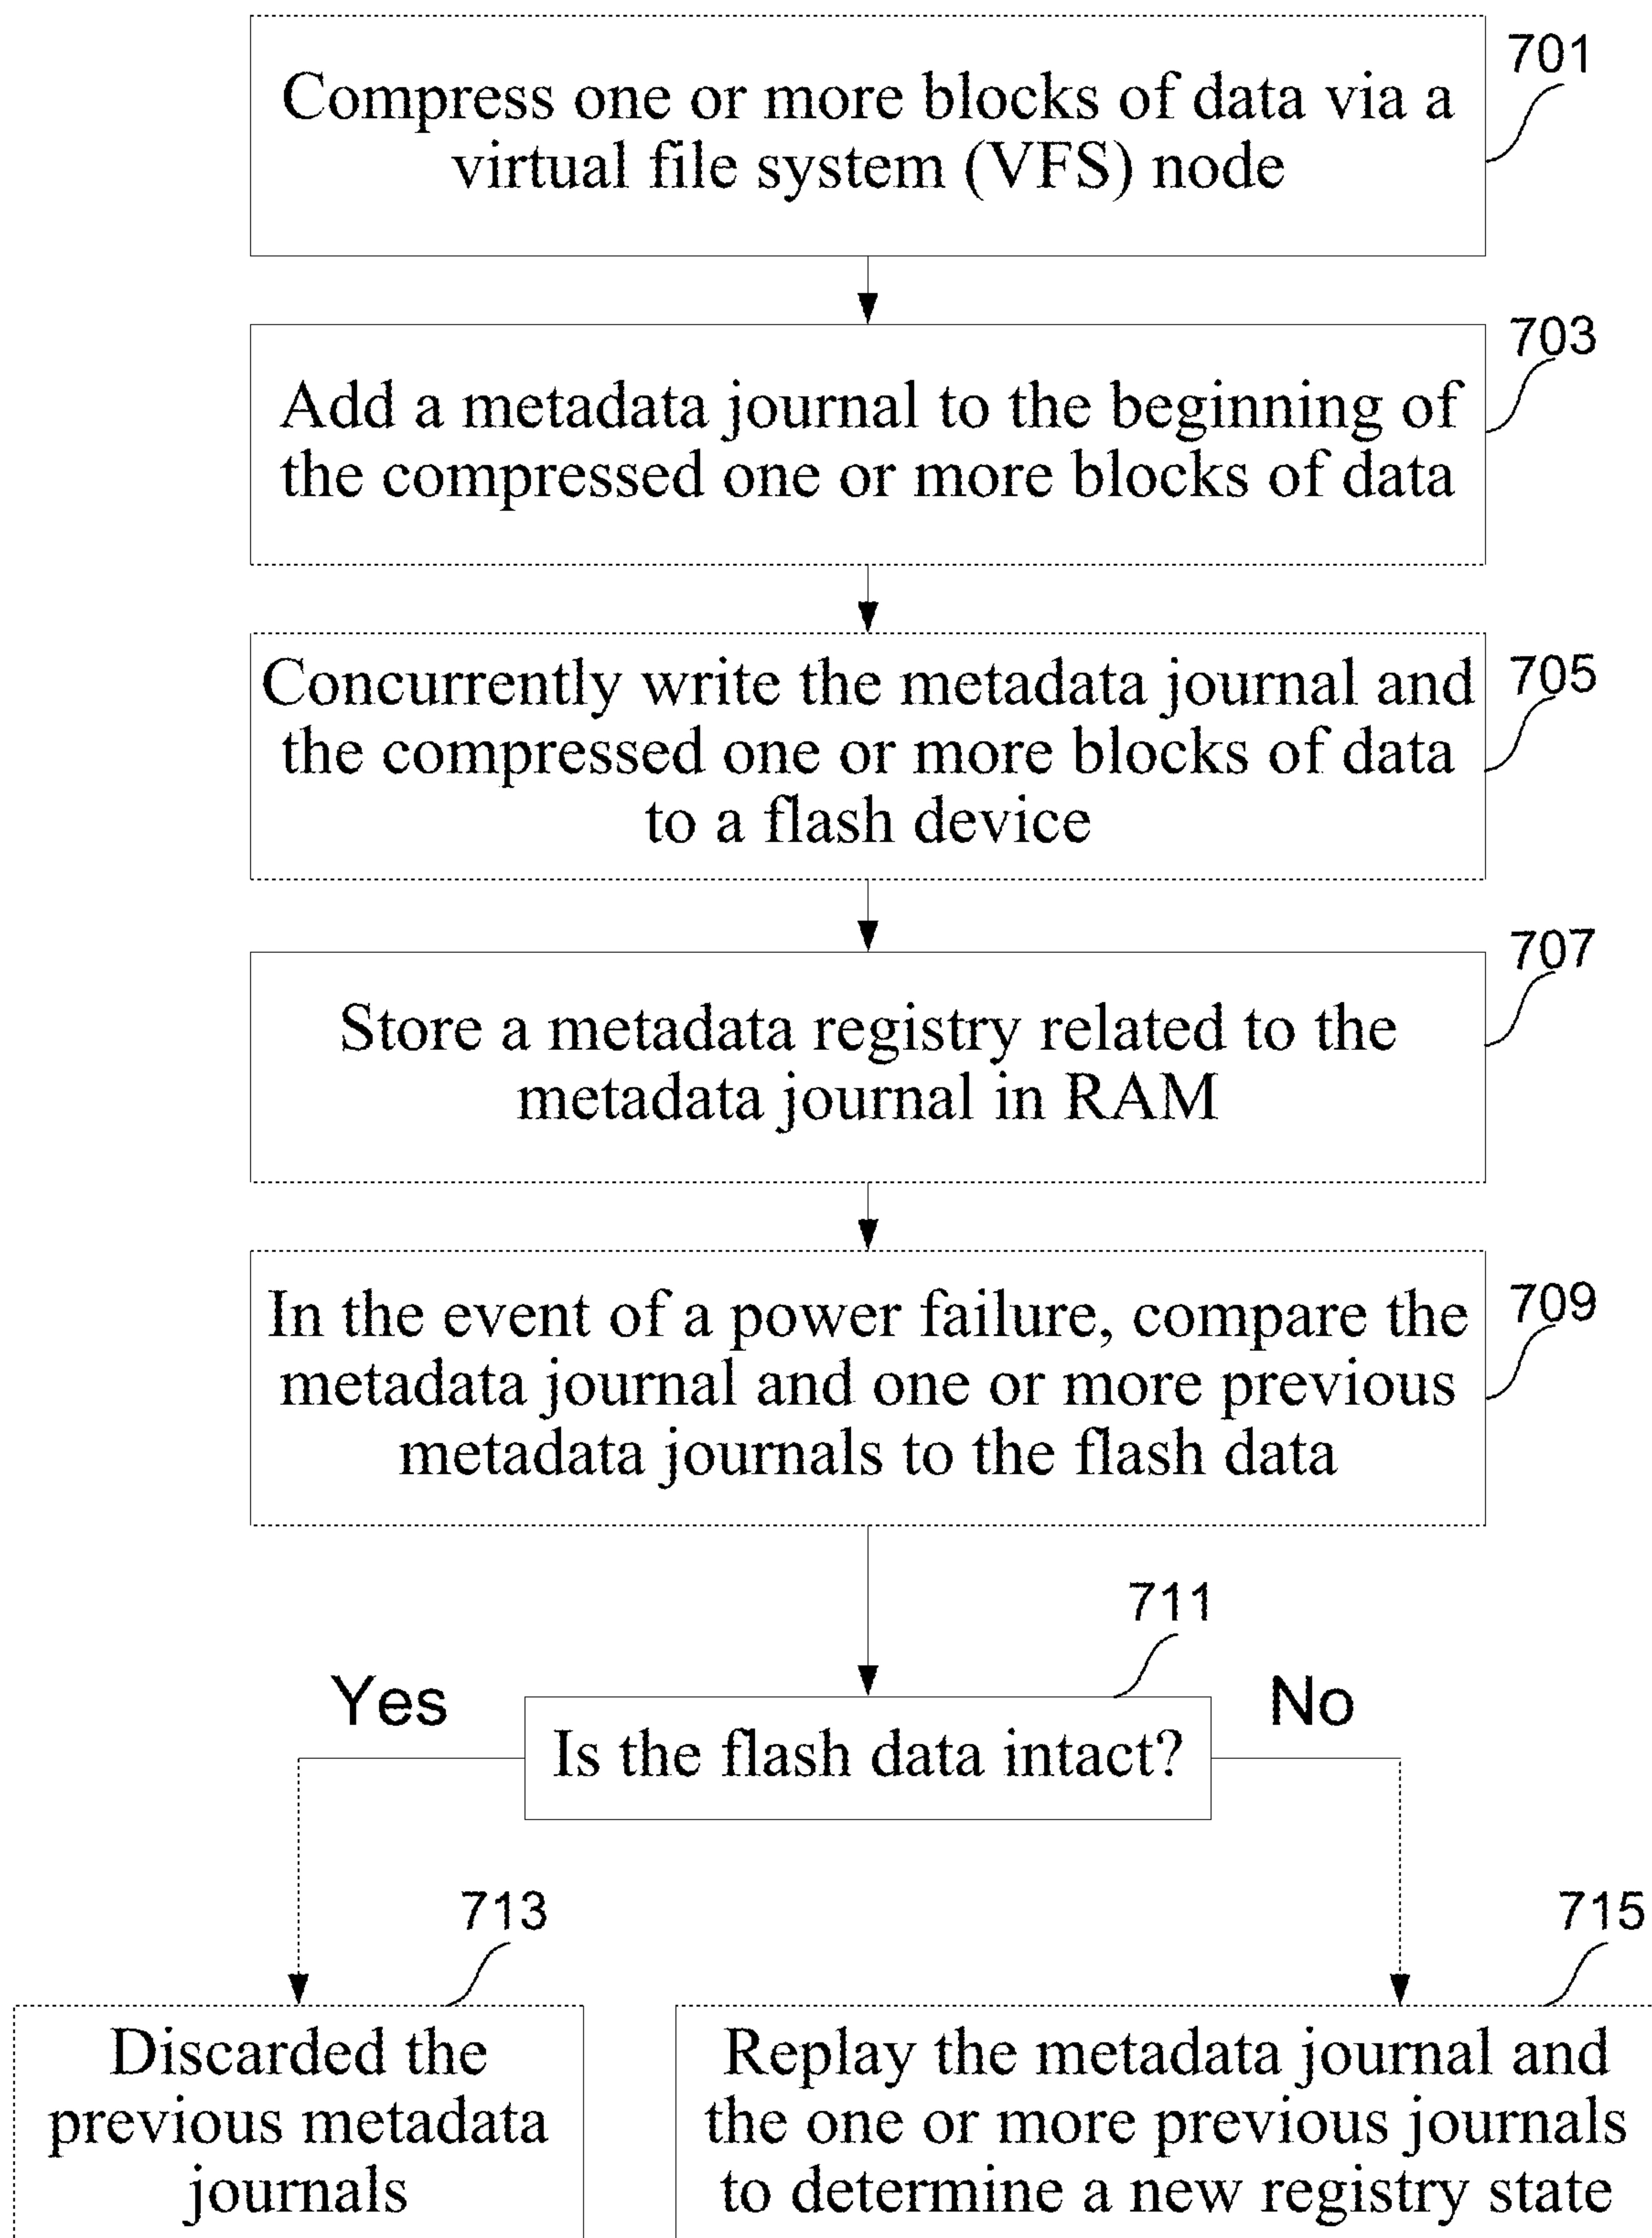 701
Compress one or more blocks of data via a
virtual file system (VFS) node
703
Add a metadata journal to the beginning of
the compressed one or more blocks of data
705
Concurrently write the metadata journal and
the compressed one or more blocks of data
to a flash device
707
Store a metadata registry related to the
metadata journal in RAM
709
In the event of a power failure, compare the
metadata journal and one or more previous
metadata journals to the flash data
711
Yes
No
Is the flash data intact?
713
Discarded the
previous metadata
journals
715
Replay the metadata journal and
the one or more previous journals
to determine a new registry state